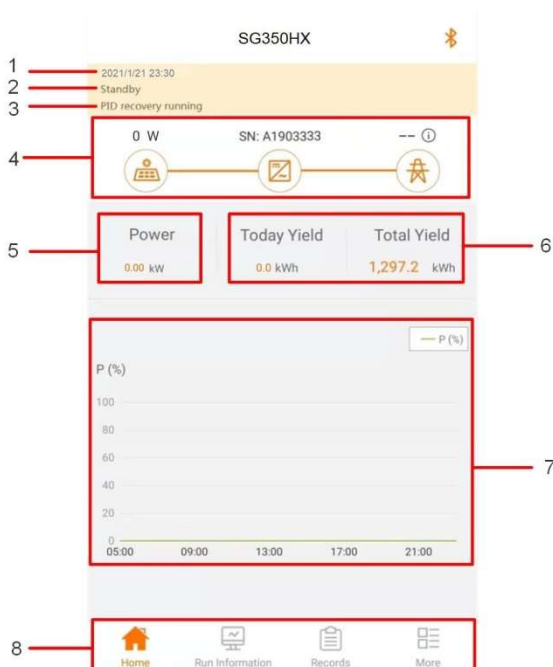 SG350HX
1
2021/1/21 23:30
2
Standby
3
PID recovery running
4
0 W SN: A1903333 --
5
Power Today Yield Total Yield
6
0.00 kW 0.0 kWh 1,297.2 kWh
P (%)
P (%)
100
80
60
7
40
20
0
05:00 09:00 13:00 17:00 21:00
8
Home Run Information Records More